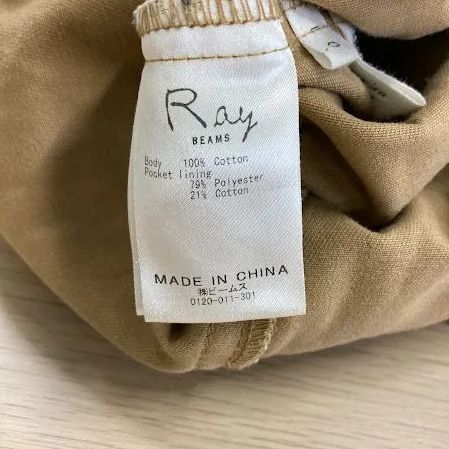 Ray
BEAMS
Body 100% Cotton
Pocket lining
79% Polyester
21% Cotton
MADE IN CHINA
㈱ビームス
0120-011-301